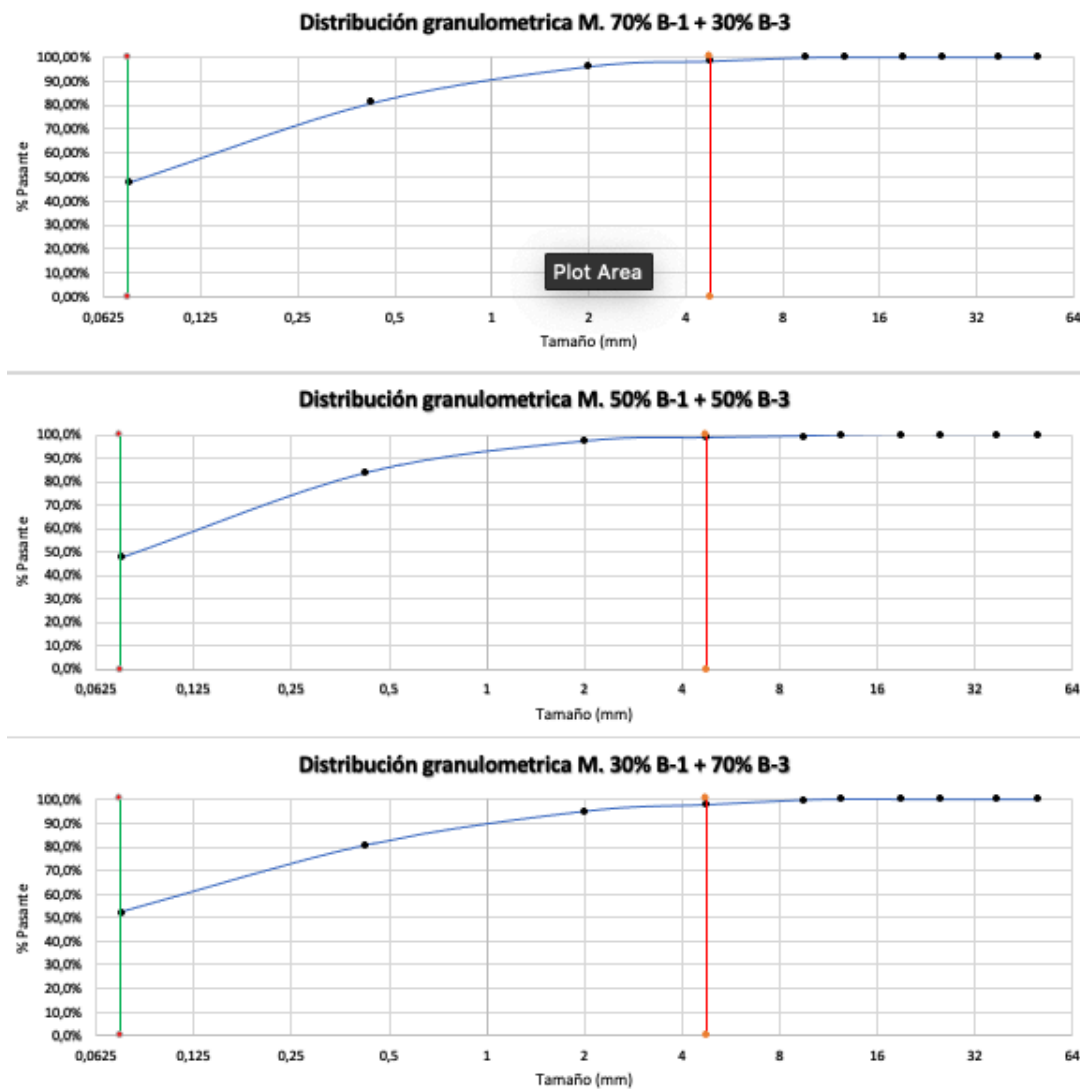 Distribución granulometrica M. 70% B-1 + 30% B-3
100,00%
90,00%
80,00%
70,00%
60,00%
50,00%
40,00%
30,00%
20,00%
10,00%
0,00%
% Pasante
Plot Area
0,0625 0,125 0,25 0,5 1 2 4 8 16 32 64
Tamaño (mm)
Distribución granulometrica M. 50% B-1 + 50% B-3
100,0%
90,0%
80,0%
70,0%
60,0%
50,0%
40,0%
30,0%
20,0%
10,0%
0,0%
% Pasante
0,0625 0,125 0,25 0,5 1 2 4 8 16 32 64
Tamaño (mm)
Distribución granulometrica M. 30% B-1 + 70% B-3
100,0%
90,0%
80,0%
70,0%
60,0%
50,0%
40,0%
30,0%
20,0%
10,0%
0,0%
% Pasante
0,0625 0,125 0,25 0,5 1 2 4 8 16 32 64
Tamaño (mm)